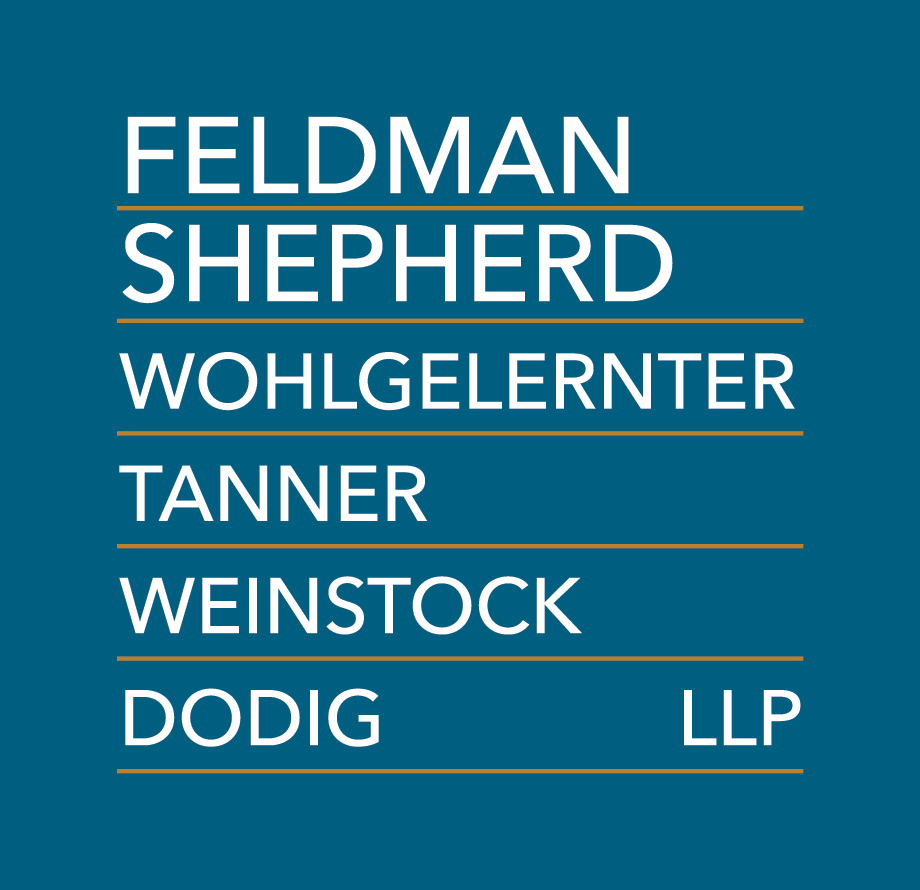 FELDMAN
SHEPHERD
WOHLGELERNTER
TANNER
WEINSTOCK
DODIG LLP